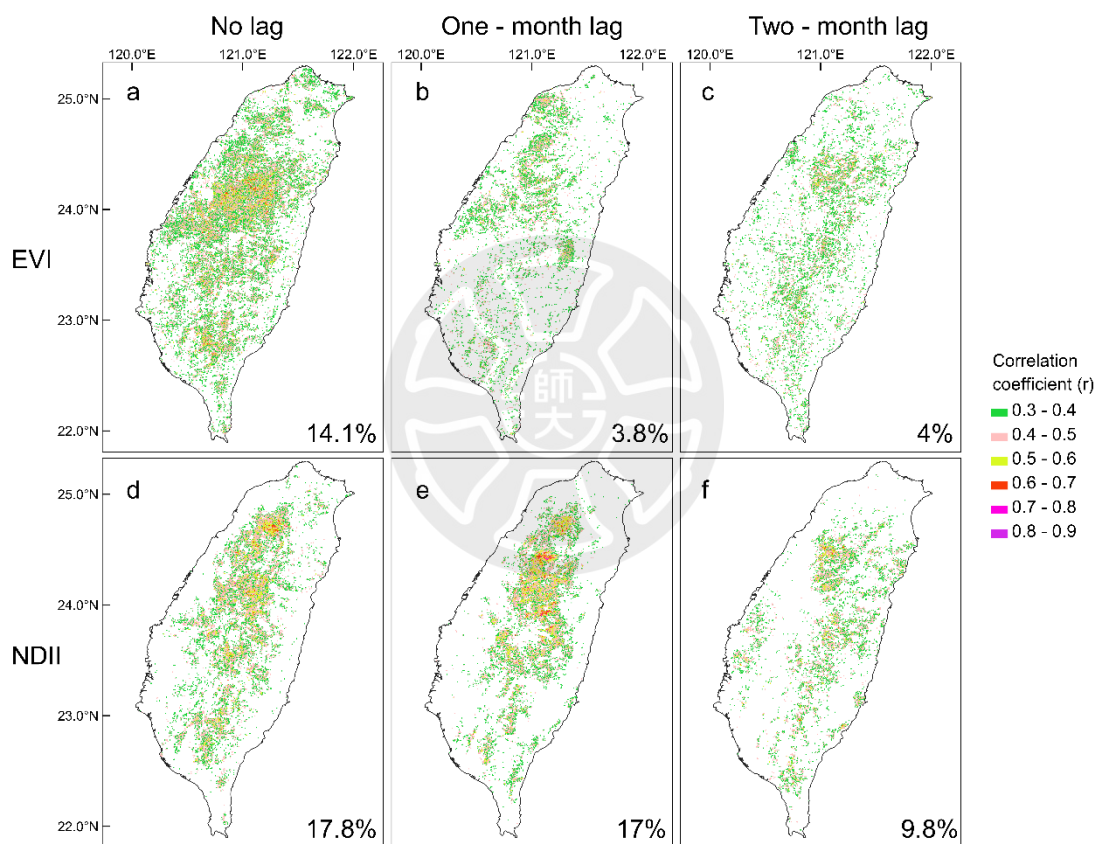 No lag
One - month lag
Two - month lag
120.0°E 121.0°E 122.0°E
120.0°E 121.0°E 122.0°E
120.0°E 121.0°E 122.0°E
25.0°N
24.0°N
23.0°N
22.0°N
EVI
a
14.1%
b
3.8%
c
4%
師大
25.0°N
24.0°N
23.0°N
22.0°N
NDII
d
17.8%
e
17%
f
9.8%
Correlation
coefficient (r)
0.3 - 0.4
0.4 - 0.5
0.5 - 0.6
0.6 - 0.7
0.7 - 0.8
0.8 - 0.9